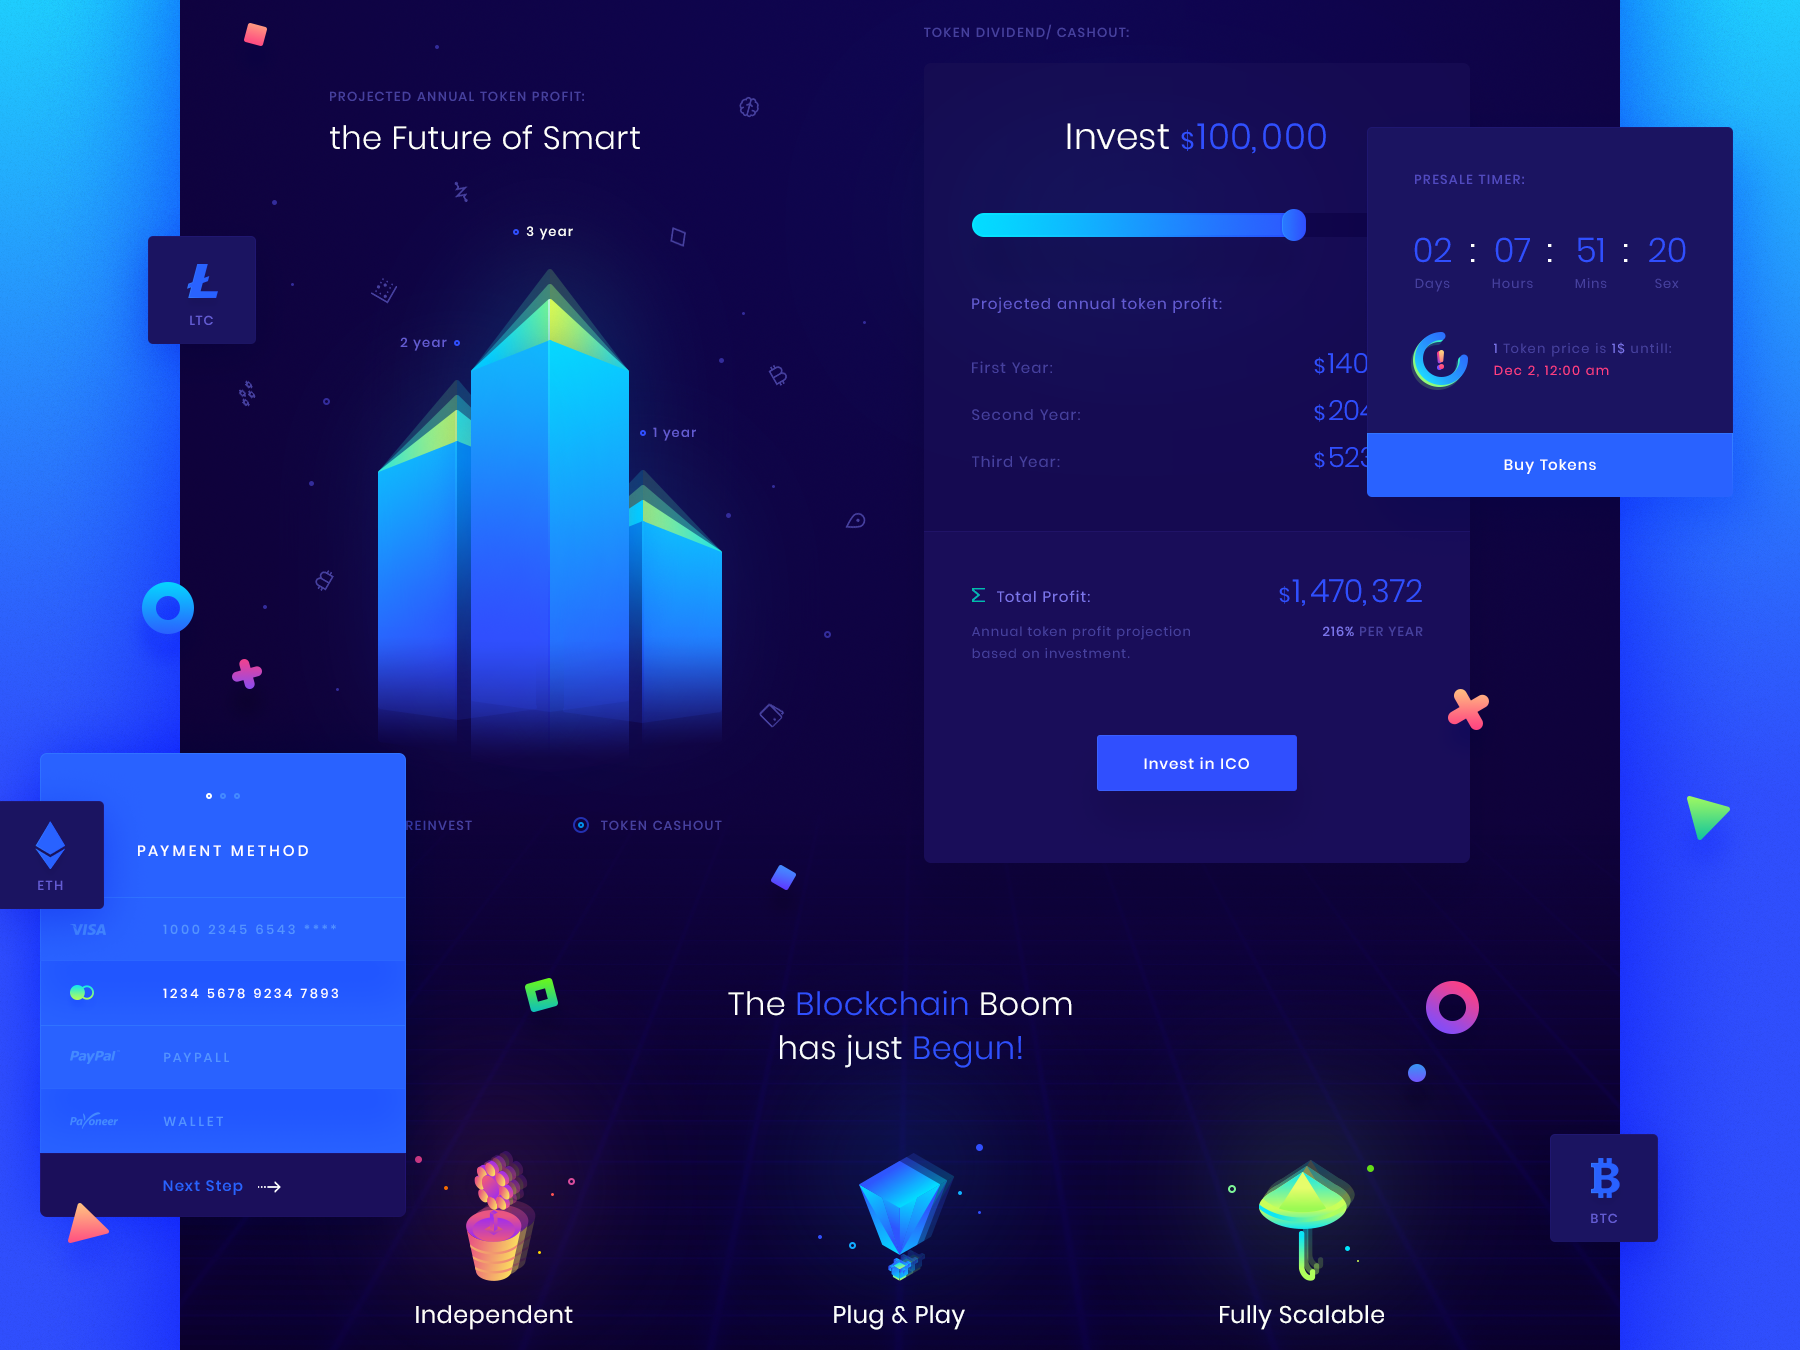 TOKEN DIVIDEND/ CASHOUT:
PROJECTED ANNUAL TOKEN PROFIT:
the Future of Smart
3 year
2 year
1 year
LTC
REINVEST
TOKEN CASHOUT
Invest $100,000
Projected annual token profit:
First Year: $140
Second Year: $204
Third Year: $523
Σ Total Profit: $1,470,372
Annual token profit projection
based on investment.
216% PER YEAR
Invest in ICO
PRESALE TIMER:
02 : 07 : 51 : 20
Days Hours Mins Sex
1 Token price is 1$ untill:
Dec 2, 12:00 am
Buy Tokens
ETH
PAYMENT METHOD
VISA 1000 2345 6543 ****
1234 5678 9234 7893
PayPal PAYPALL
Payoneer WALLET
Next Step
The Blockchain Boom
has just Begun!
BTC
Independent
Plug & Play
Fully Scalable